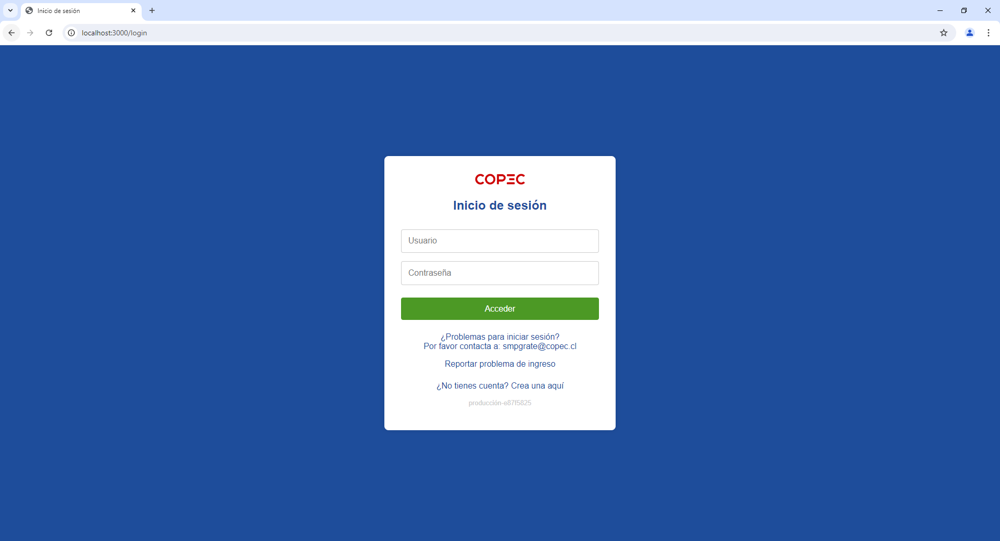 Inicio de sesión
localhost:3000/login
COPEC
Inicio de sesión
Usuario
Contraseña
Acceder
¿Problemas para iniciar sesión?
Por favor contacta a: smpgrate@copec.cl
Reportar problema de ingreso
¿No tienes cuenta? Crea una aquí
producción-e87f5825